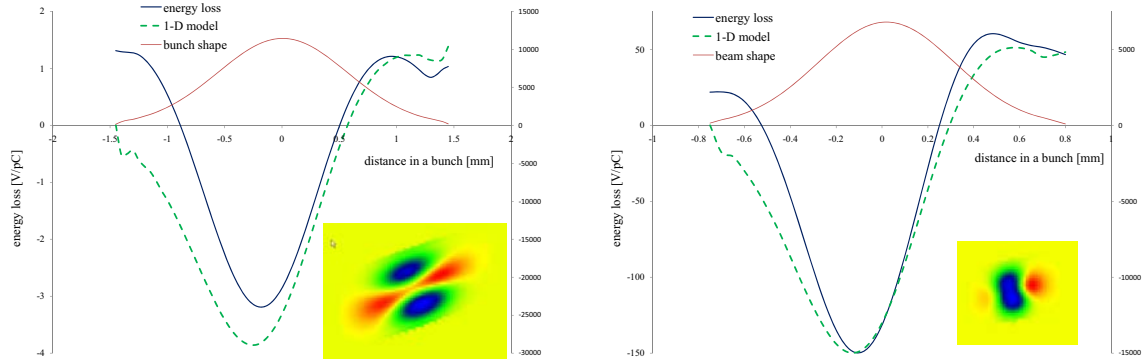 energy loss
1-D model
bunch shape
2
1
0
-1
-2
-3
-4
-2 -1.5 -1 -0.5 0 0.5 1 1.5 2
15000
10000
5000
0
-5000
-10000
-15000
-20000
-25000
-30000
distance in a bunch [mm]
energy loss [V/pC]
energy loss
1-D model
beam shape
50
0
-50
-100
-150
-1 -0.8 -0.6 -0.4 -0.2 0 0.2 0.4 0.6 0.8 1
5000
0
-5000
-10000
-15000
distance in a bunch [mm]
energy loss [V/pC]